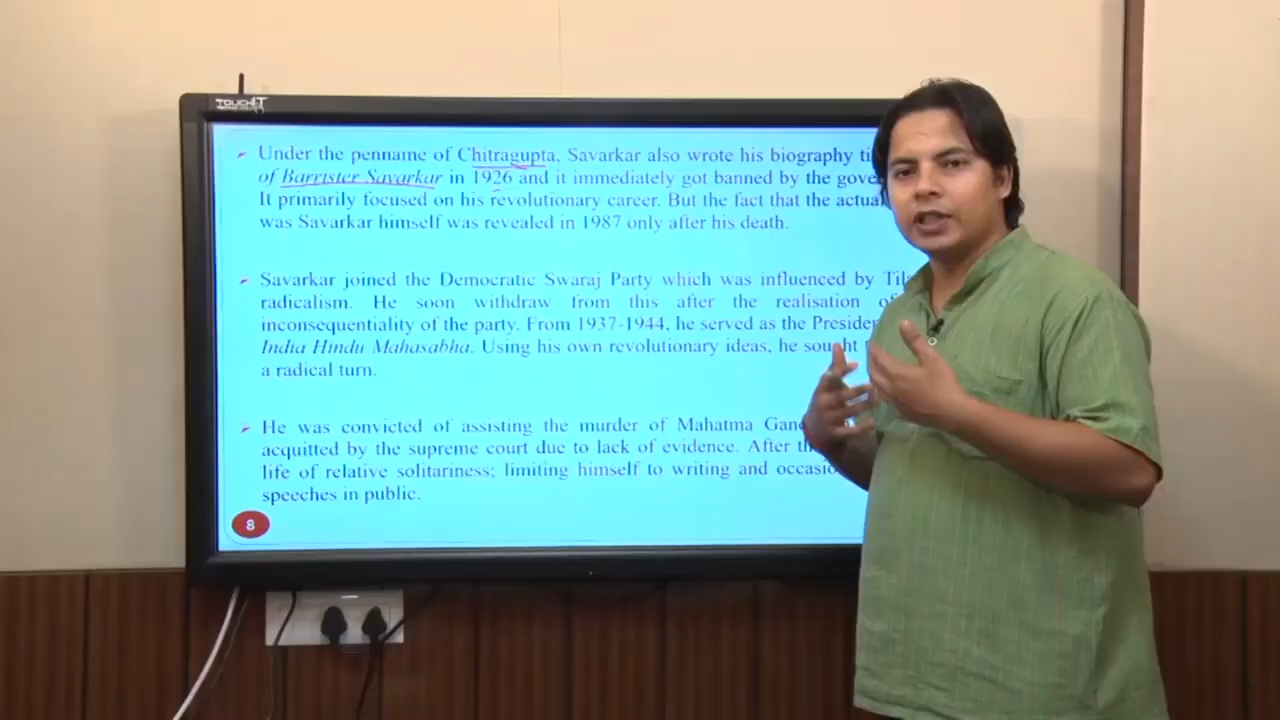 TOUCHIT
Under the penname of Chitragupta, Savarkar also wrote his biography
of Barrister Savarkar in 1926 and it immediately got banned by the
It primarily focused on his revolutionary career. But the fact that the actual
was Savarkar himself was revealed in 1987 only after his death.
Savarkar joined the Democratic Swaraj Party which was influenced by
radicalism. He soon withdraw from this after the realisation of
inconsequentiality of the party. From 1937-1944, he served as the
India Hindu Mahasabha. Using his own revolutionary ideas, he sought
a radical turn.
He was convicted of assisting the murder of Mahatma
acquitted by the supreme court due to lack of evidence. After
life of relative solitariness; limiting himself to writing and
speeches in public.
8